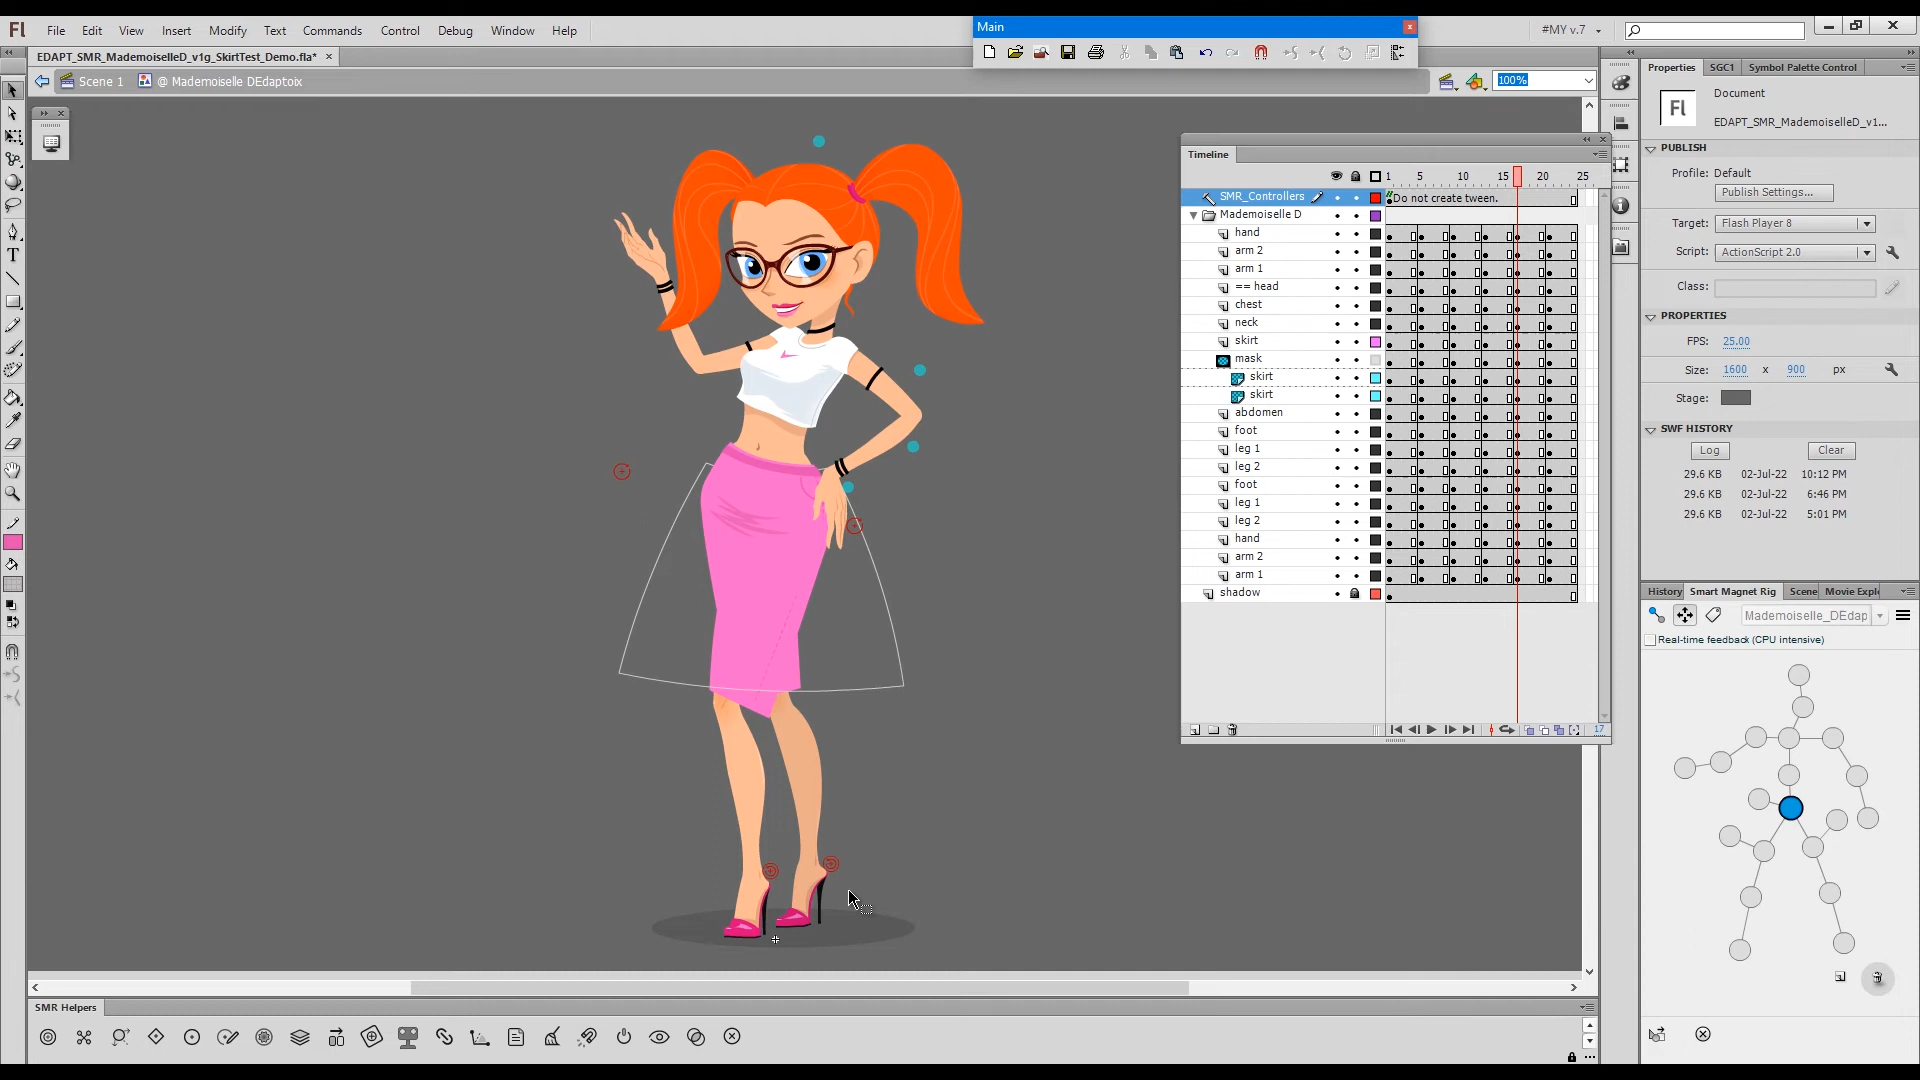 Fl File Edit View Insert Modify Text Commands Control Debug Window Help
Main
#MY v.7
EDAPT_SMR_MademoiselleD_v1g_SkirtTest_Demo.fla* ×
Scene 1 @ Mademoiselle DEdaptoix
100%
Timeline
1 5 10 15 20 25
SMR_Controllers
Do not create tween.
Mademoiselle D
hand
arm 2
arm 1
== head
chest
neck
skirt
mask
skirt
skirt
abdomen
foot
leg 1
leg 2
foot
leg 1
leg 2
hand
arm 2
arm 1
shadow
17
Properties SGC1 Symbol Palette Control
Fl
Document
EDAPT_SMR_MademoiselleD_v1...
PUBLISH
Profile: Default
Publish Settings...
Target: Flash Player 8
Script: ActionScript 2.0
Class:
PROPERTIES
FPS: 25.00
Size: 1600 x 900 px
Stage:
SWF HISTORY
Log Clear
29.6 KB 02-Jul-22 10:12 PM
29.6 KB 02-Jul-22 6:46 PM
29.6 KB 02-Jul-22 5:01 PM
History Smart Magnet Rig Scene Movie Expl
Mademoiselle_DEdap
Real-time feedback (CPU intensive)
SMR Helpers